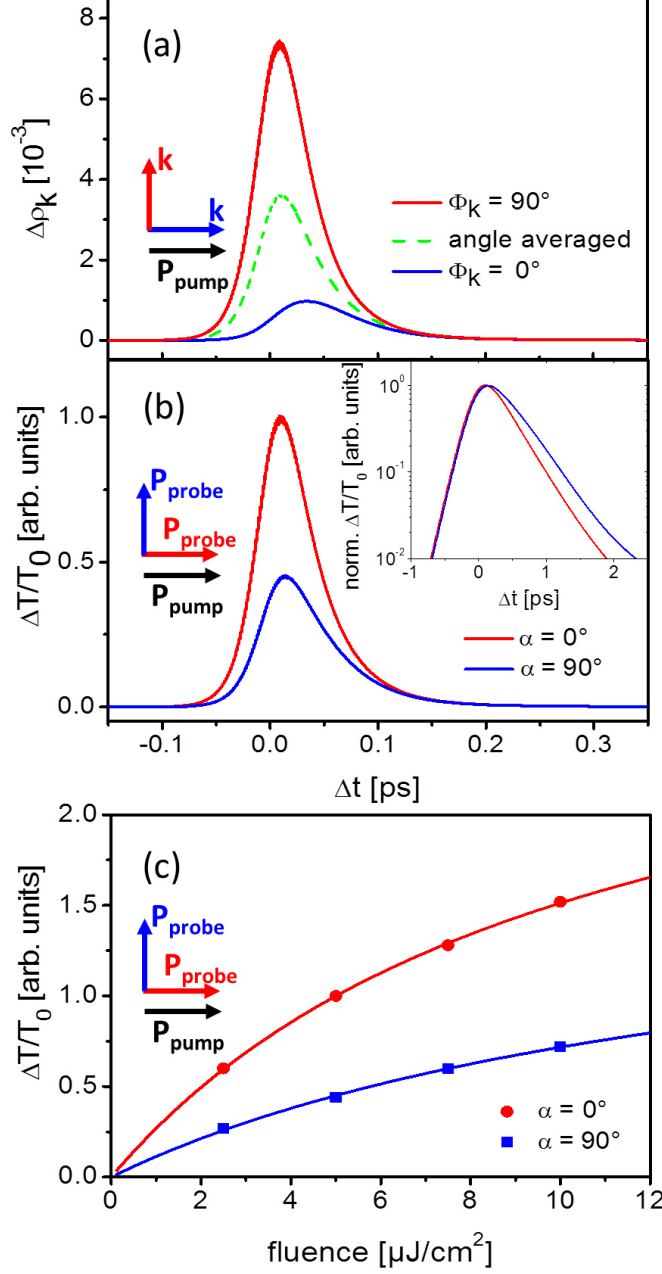 (a)
8
6
4
2
0
Δρk [10-3]
k
k
Ppump
Φk = 90°
angle averaged
Φk = 0°
(b)
1.0
0.5
0.0
ΔT/T0 [arb. units]
Pprobe
Pprobe
Ppump
norm. ΔT/T0 [arb. units]
100
10-1
10-2
-1 0 1 2
Δt [ps]
α = 0°
α = 90°
-0.1 0.0 0.1 0.2 0.3
Δt [ps]
(c)
2.0
1.5
1.0
0.5
0.0
ΔT/T0 [arb. units]
Pprobe
Pprobe
Ppump
α = 0°
α = 90°
0 2 4 6 8 10 12
fluence [µJ/cm2]